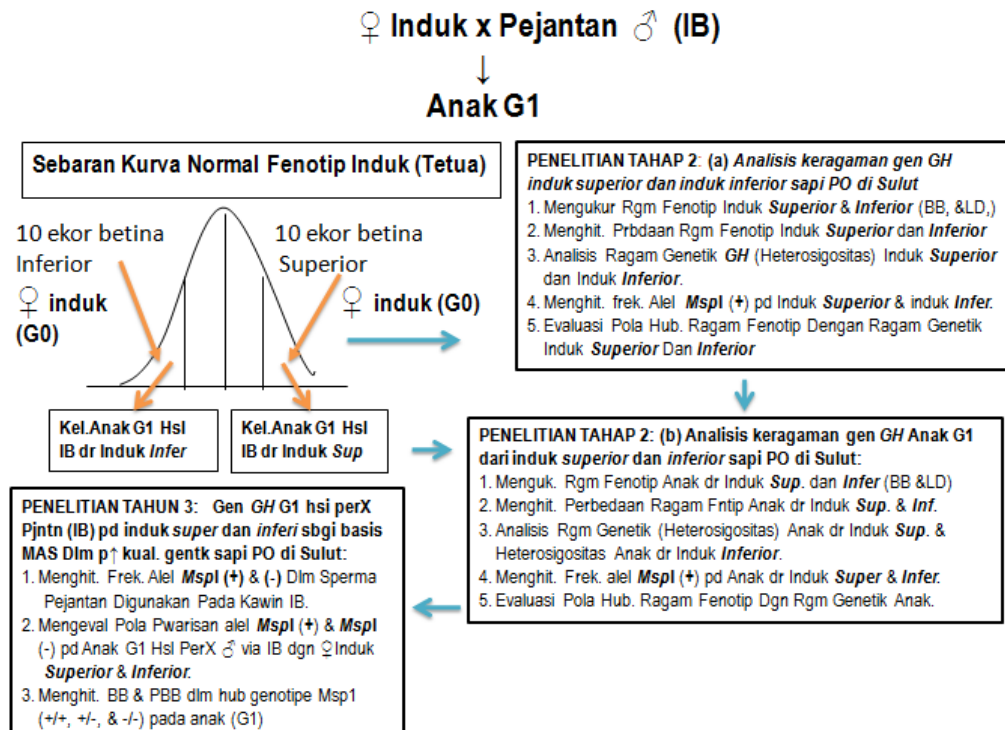 ♀ Induk x Pejantan ♂ (IB)
↓
Anak G1
Sebaran Kurva Normal Fenotip Induk (Tetua)
10 ekor betina
Inferior
♀ induk
(G0)
10 ekor betina
Superior
♀ induk (G0)
Kel.Anak G1 Hsl
IB dr Induk Infer
Kel.Anak G1 Hsl
IB dr Induk Sup
PENELITIAN TAHAP 2: (a) Analisis keragaman gen GH
induk superior dan induk inferior sapi PO di Sulut
1. Mengukur Rgm Fenotip Induk Superior & Inferior (BB, &LD,)
2. Menghit. Prbdaan Rgm Fenotip Induk Superior dan Inferior
3. Analisis Ragam Genetik GH (Heterosigositas) Induk Superior
dan Induk Inferior.
4. Menghit. frek. Alel MspI (+) pd Induk Superior & induk Infer.
5. Evaluasi Pola Hub. Ragam Fenotip Dengan Ragam Genetik
Induk Superior Dan Inferior
PENELITIAN TAHAP 2: (b) Analisis keragaman gen GH Anak G1
dari induk superior dan inferior sapi PO di Sulut:
1. Menguk. Rgm Fenotip Anak dr Induk Sup. dan Infer (BB &LD)
2. Menghit. Perbedaan Ragam Fntip Anak dr Induk Sup. & Inf.
3. Analisis Rgm Genetik (Heterosigositas) Anak dr Induk Sup. &
Heterosigositas Anak dr Induk Inferior.
4. Menghit. Frek. alel MspI (+) pd Anak dr Induk Super & Infer.
5. Evaluasi Pola Hub. Ragam Fenotip Dgn Rgm Genetik Anak.
PENELITIAN TAHUN 3: Gen GH G1 hsi perX
Pjntn (IB) pd induk super dan inferi sbgi basis
MAS Dlm p↑ kual. gentk sapi PO di Sulut:
1. Menghit. Frek. Alel MspI (+) & (-) Dlm Sperma
Pejantan Digunakan Pada Kawin IB.
2. Mengeval Pola Pwarisan alel MspI (+) & MspI
(-) pd Anak G1 Hsl PerX ♂ via IB dgn ♀Induk
Superior & Inferior.
3. Menghit. BB & PBB dlm hub genotipe Msp1
(+/+, +/-, & -/-) pada anak (G1)